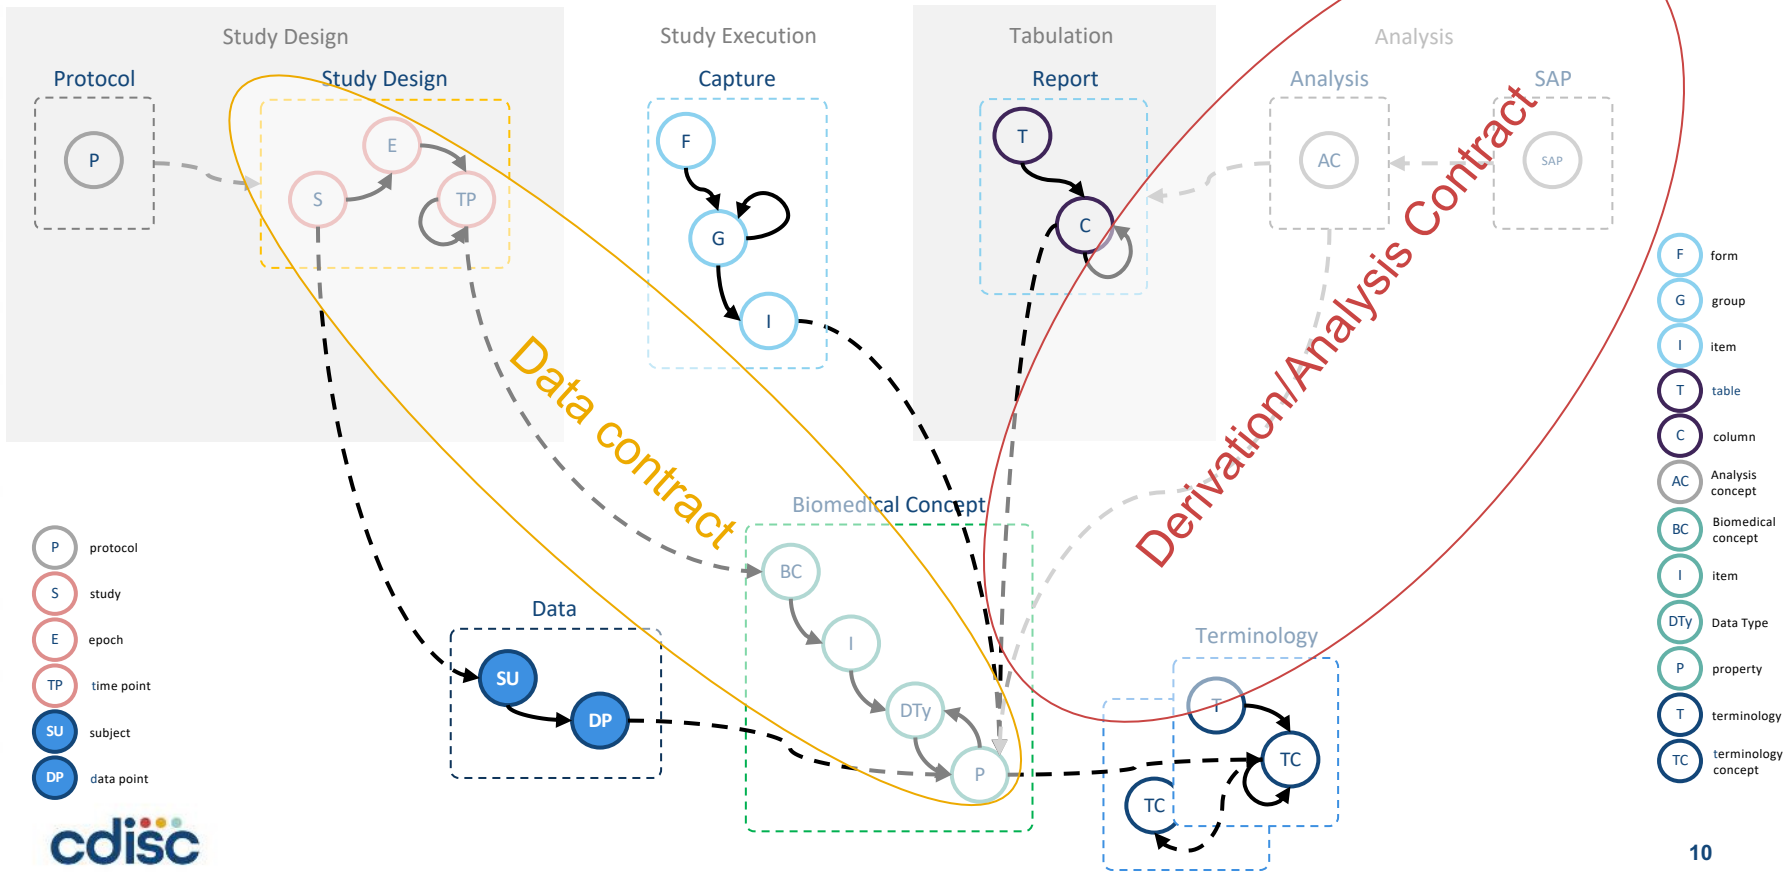 Study Design
Study Execution
Tabulation
Analysis
Protocol
Study Design
Capture
Report
Analysis
SAP
P
S
E
TP
F
G
I
T
C
AC
SAP
Data contract
Derivation/Analysis Contract
Biomedical Concept
BC
I
DTy
P
Data
SU
DP
Terminology
T
TC
TC
P protocol
S study
E epoch
TP time point
SU subject
DP data point
F form
G group
I item
T table
C column
AC Analysis
concept
BC Biomedical
concept
I item
DTy Data Type
P property
T terminology
TC terminology
concept
cdisc
10